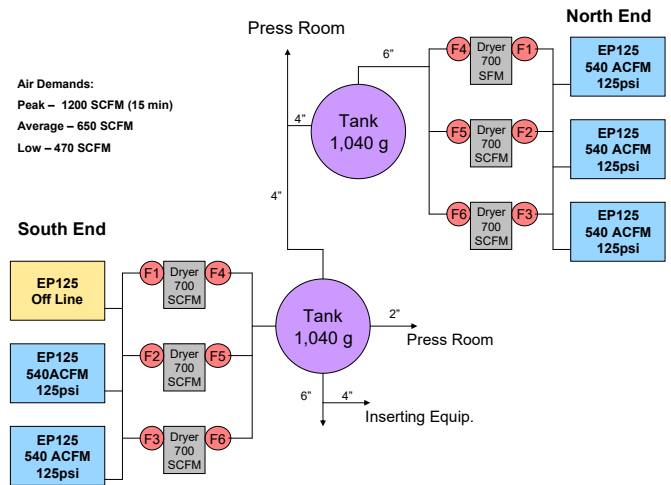 North End
Press Room
Air Demands:
Peak – 1200 SCFM (15 min)
Average – 650 SCFM
Low – 470 SCFM
6"
F4
Dryer
700
SFM
F1
EP125
540 ACFM
125psi
4"
Tank
1,040 g
F5
Dryer
700
SCFM
F2
EP125
540 ACFM
125psi
4"
F6
Dryer
700
SCFM
F3
EP125
540 ACFM
125psi
South End
EP125
Off Line
F1
Dryer
700
SCFM
F4
Tank
1,040 g
2"
Press Room
EP125
540ACFM
125psi
F2
Dryer
700
SCFM
F5
6"
4"
Inserting Equip.
EP125
540 ACFM
125psi
F3
Dryer
700
SCFM
F6